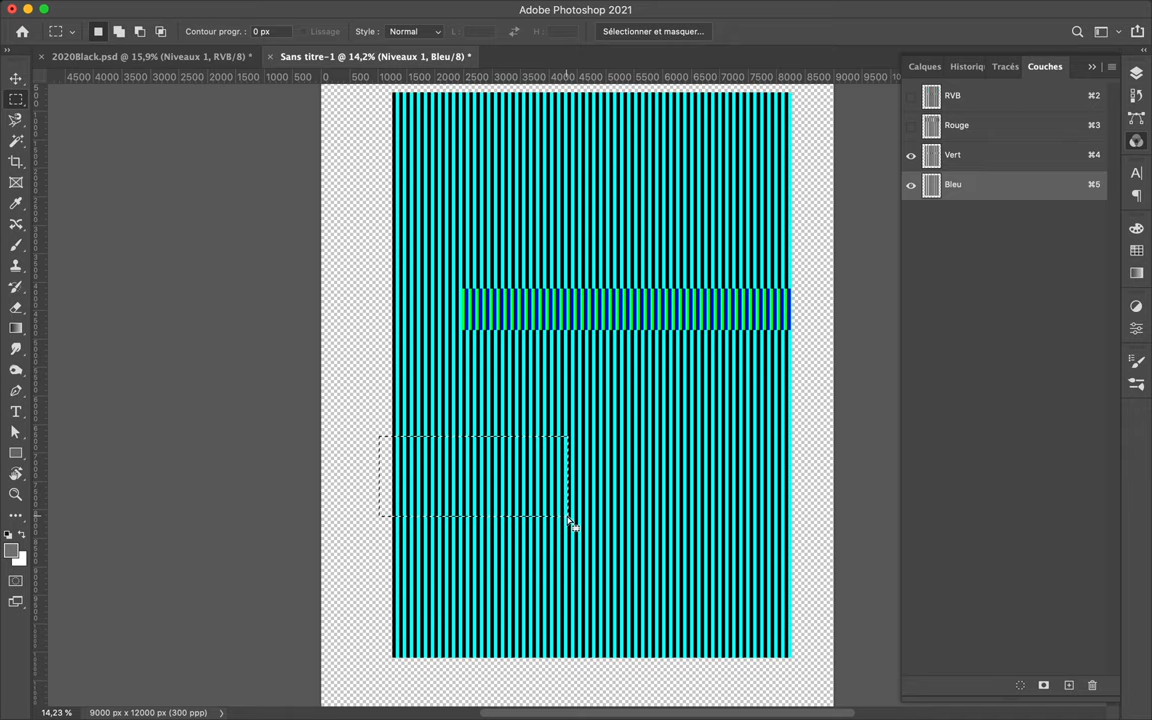 Adobe Photoshop 2021
Contour progr. : 0 px
Lissage
Style : Normal
L :
H :
Sélectionner et masquer...
2020Black.psd @ 15,9% (Niveaux 1, RVB/8) *
Sans titre-1 @ 14,2% (Niveaux 1, Bleu/8) *
4500 4000 3500 3000 2500 2000 1500 1000 500 0 500 1000 1500 2000 2500 3000 3500 4000 4500 5000 5500 6000 6500 7000 7500 8000 8500 9000 9500
Calques Historiq Tracés Couches
RVB ⌘2
Rouge ⌘3
Vert ⌘4
Bleu ⌘5
14,23 % 9000 px x 12000 px (300 ppp)